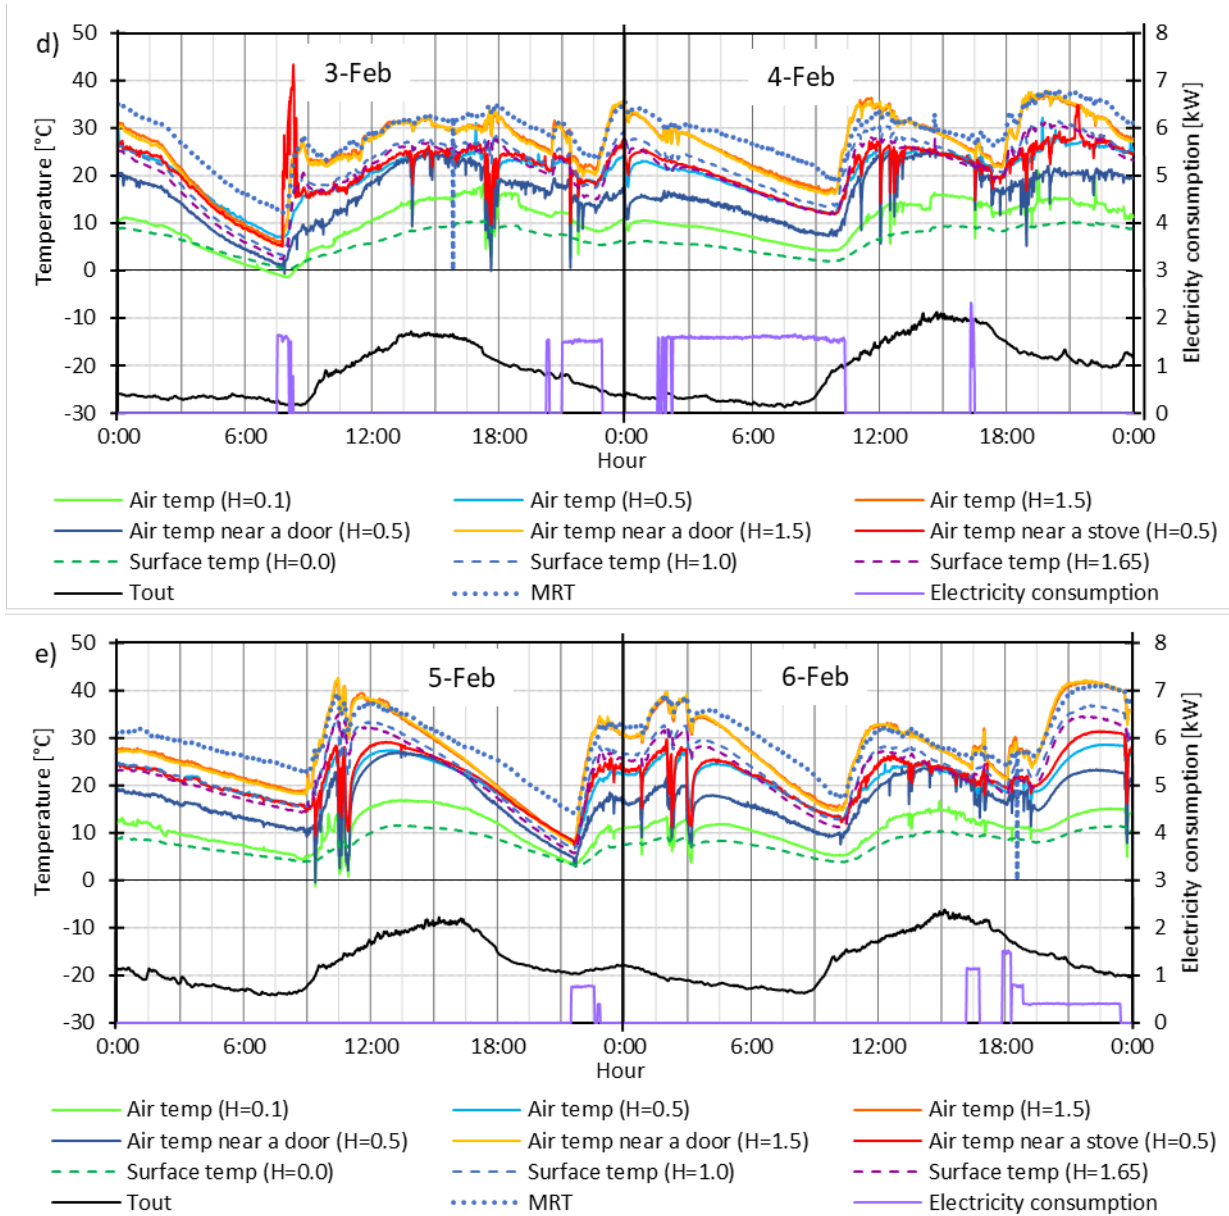 d)
3-Feb
4-Feb
50
40
30
20
10
0
-10
-20
-30
Temperature [°C]
8
7
6
5
4
3
2
1
0
Electricity consumption [kW]
0:00 6:00 12:00 18:00 0:00 6:00 12:00 18:00 0:00
Hour
Air temp (H=0.1) Air temp (H=0.5) Air temp (H=1.5)
Air temp near a door (H=0.5) Air temp near a door (H=1.5) Air temp near a stove (H=0.5)
Surface temp (H=0.0) Surface temp (H=1.0) Surface temp (H=1.65)
Tout MRT Electricity consumption
e)
5-Feb
6-Feb
50
40
30
20
10
0
-10
-20
-30
Temperature [°C]
8
7
6
5
4
3
2
1
0
Electricity consumption [kW]
0:00 6:00 12:00 18:00 0:00 6:00 12:00 18:00 0:00
Hour
Air temp (H=0.1) Air temp (H=0.5) Air temp (H=1.5)
Air temp near a door (H=0.5) Air temp near a door (H=1.5) Air temp near a stove (H=0.5)
Surface temp (H=0.0) Surface temp (H=1.0) Surface temp (H=1.65)
Tout MRT Electricity consumption